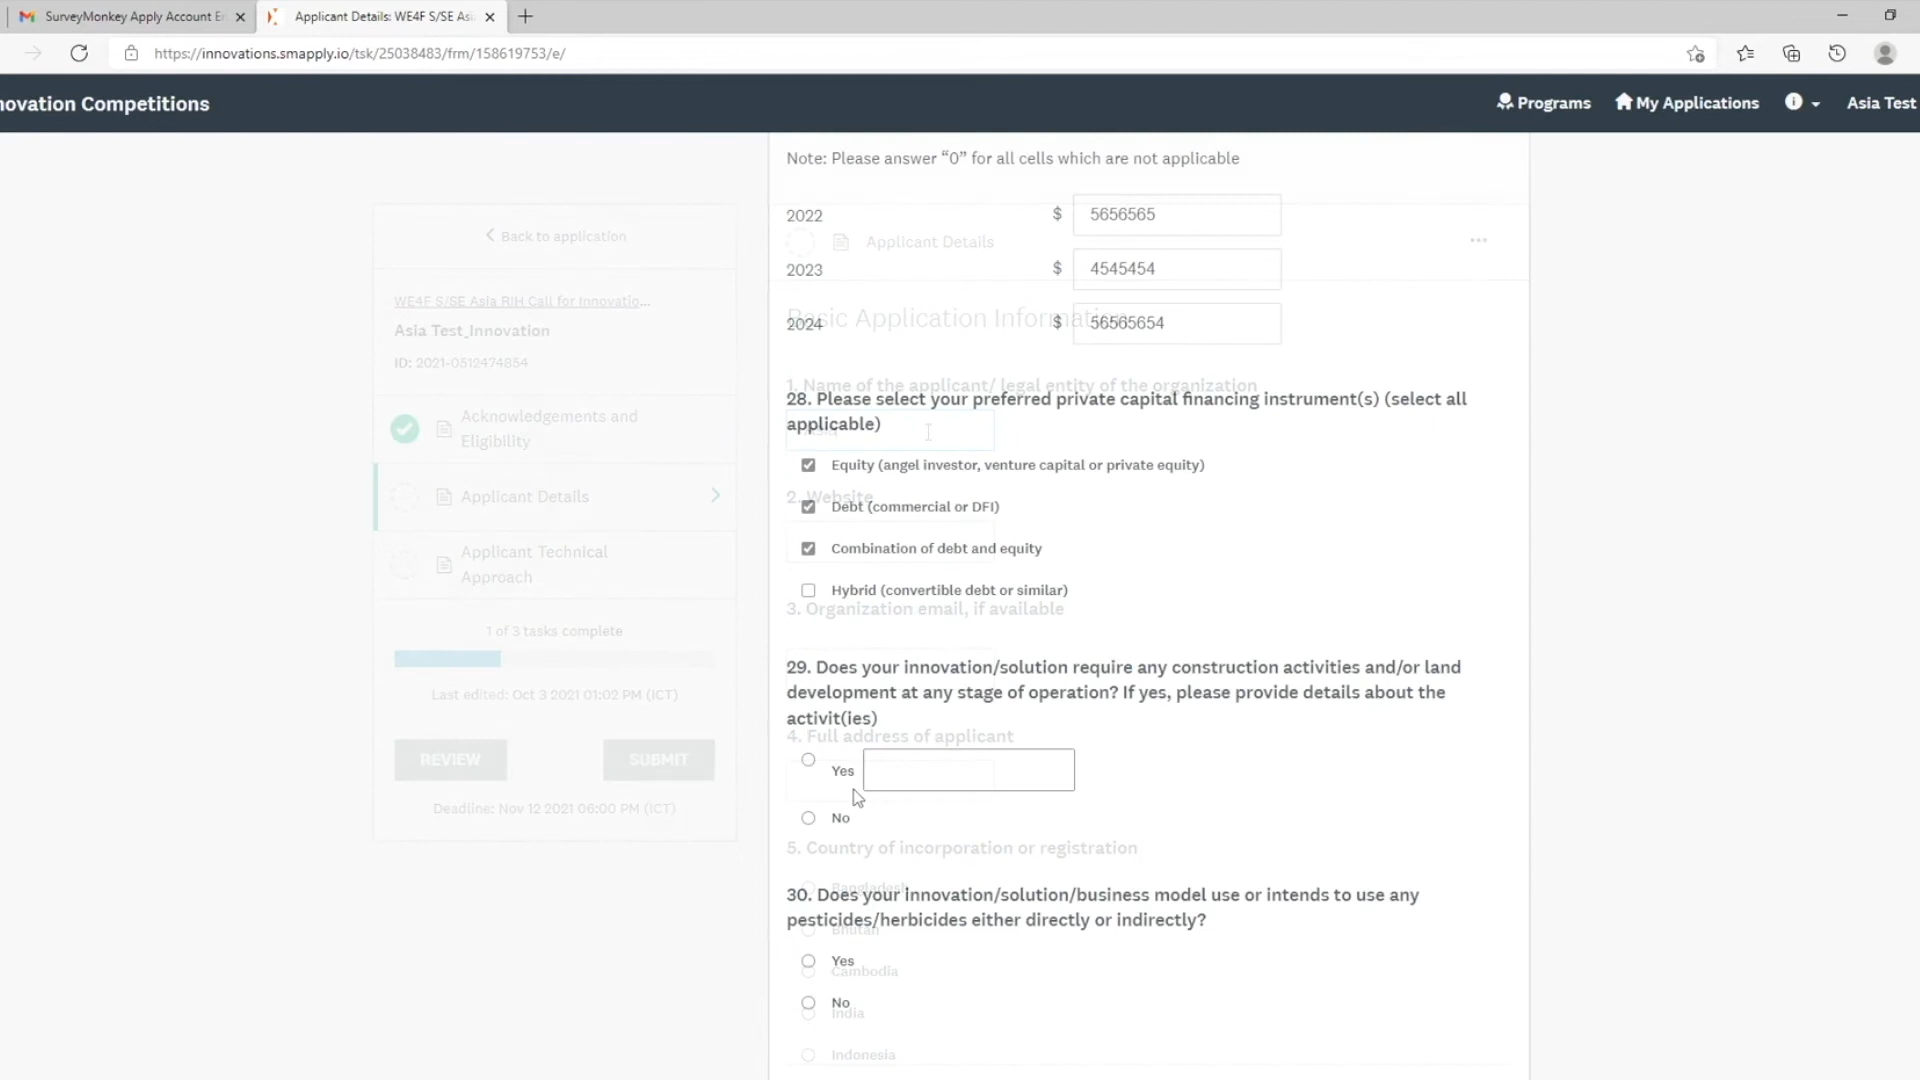 SurveyMonkey Apply Account E
Applicant Details: WE4F S/SE Asi
https://innovations.smapply.io/tsk/25038483/frm/158619753/e/
novation Competitions
Programs
My Applications
Asia Test
Back to application
WE4F S/SE Asia RIH Call for Innovatio...
Asia Test_Innovation
ID: 2021-0512474854
Acknowledgements and
Eligibility
Applicant Details
Applicant Technical
Approach
1 of 3 tasks complete
Last edited: Oct 3 2021 01:02 PM (ICT)
REVIEW
SUBMIT
Deadline: Nov 12 2021 06:00 PM (ICT)
Note: Please answer “0” for all cells which are not applicable
2022 $ 5656565
Applicant Details
2023 $ 4545454
Basic Application Information
2024 $ 56565654
1. Name of the applicant/ legal entity of the organization
28. Please select your preferred private capital financing instrument(s) (select all
applicable)
Equity (angel investor, venture capital or private equity)
2. Website
Debt (commercial or DFI)
Combination of debt and equity
Hybrid (convertible debt or similar)
3. Organization email, if available
29. Does your innovation/solution require any construction activities and/or land
development at any stage of operation? If yes, please provide details about the
activit(ies)
4. Full address of applicant
Yes
No
5. Country of incorporation or registration
Bangladesh
30. Does your innovation/solution/business model use or intends to use any
pesticides/herbicides either directly or indirectly?
Bhutan
Yes
Cambodia
No
India
Indonesia